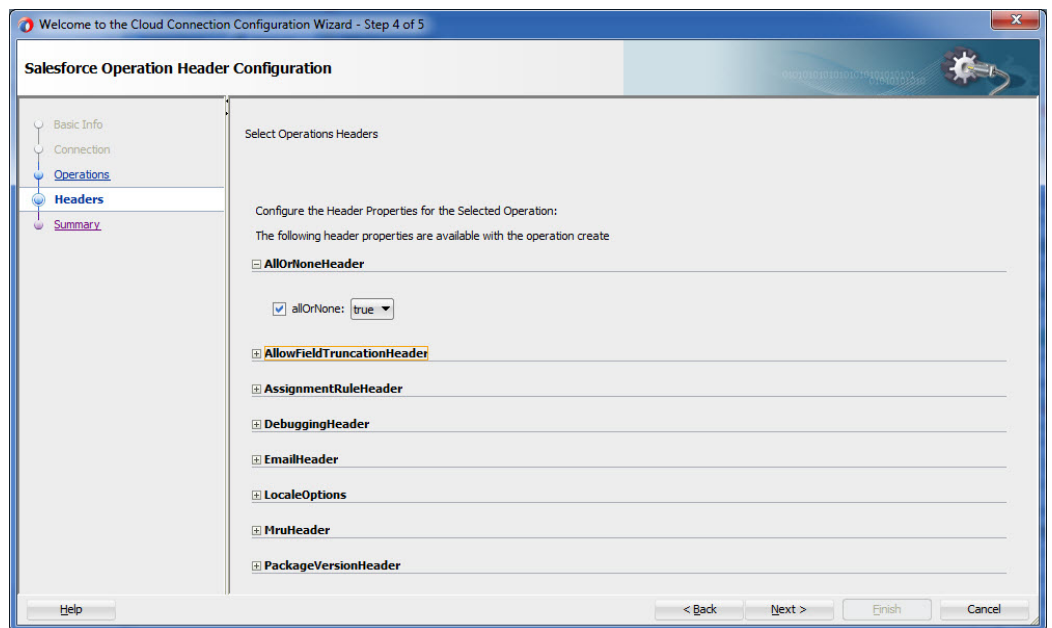 Welcome to the Cloud Connection Configuration Wizard - Step 4 of 5
Salesforce Operation Header Configuration
Basic Info
Connection
Operations
Headers
Summary
Select Operations Headers
Configure the Header Properties for the Selected Operation:
The following header properties are available with the operation create
AllOrNoneHeader
allOrNone: true
AllowFieldTruncationHeader
AssignmentRuleHeader
DebuggingHeader
EmailHeader
LocaleOptions
MruHeader
PackageVersionHeader
Help
< Back
Next >
Finish
Cancel